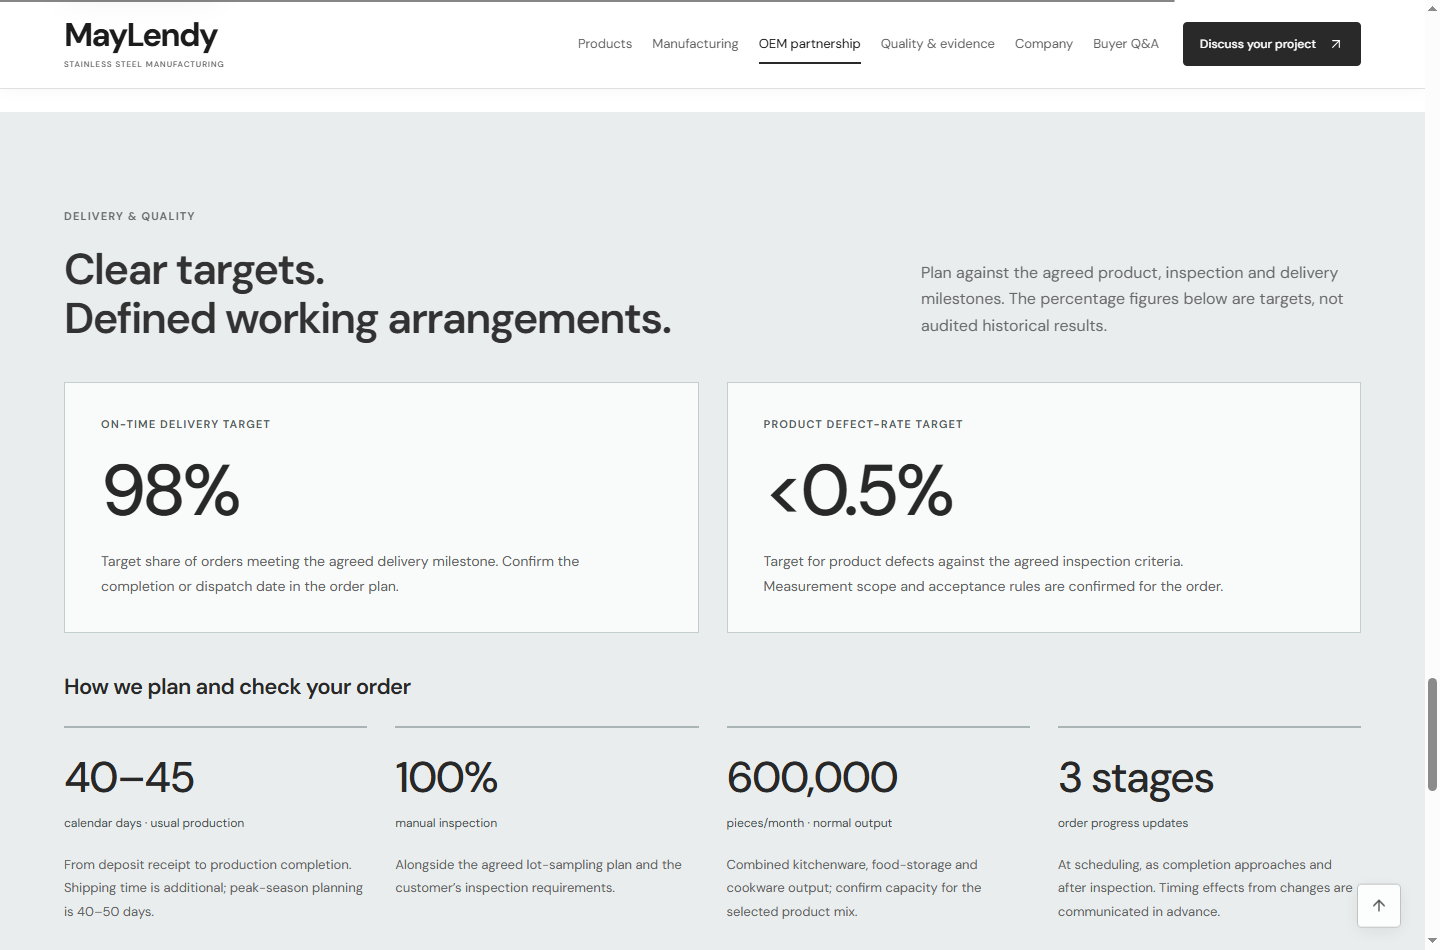 MayLendy
STAINLESS STEEL MANUFACTURING
Products
Manufacturing
OEM partnership
Quality & evidence
Company
Buyer Q&A
Discuss your project
DELIVERY & QUALITY
Clear targets.
Defined working arrangements.
Plan against the agreed product, inspection and delivery
milestones. The percentage figures below are targets, not
audited historical results.
ON-TIME DELIVERY TARGET
98%
Target share of orders meeting the agreed delivery milestone. Confirm the
completion or dispatch date in the order plan.
PRODUCT DEFECT-RATE TARGET
<0.5%
Target for product defects against the agreed inspection criteria.
Measurement scope and acceptance rules are confirmed for the order.
How we plan and check your order
40–45
calendar days · usual production
From deposit receipt to production completion.
Shipping time is additional; peak-season planning
is 40–50 days.
100%
manual inspection
Alongside the agreed lot-sampling plan and the
customer’s inspection requirements.
600,000
pieces/month · normal output
Combined kitchenware, food-storage and
cookware output; confirm capacity for the
selected product mix.
3 stages
order progress updates
At scheduling, as completion approaches and
after inspection. Timing effects from changes are
communicated in advance.